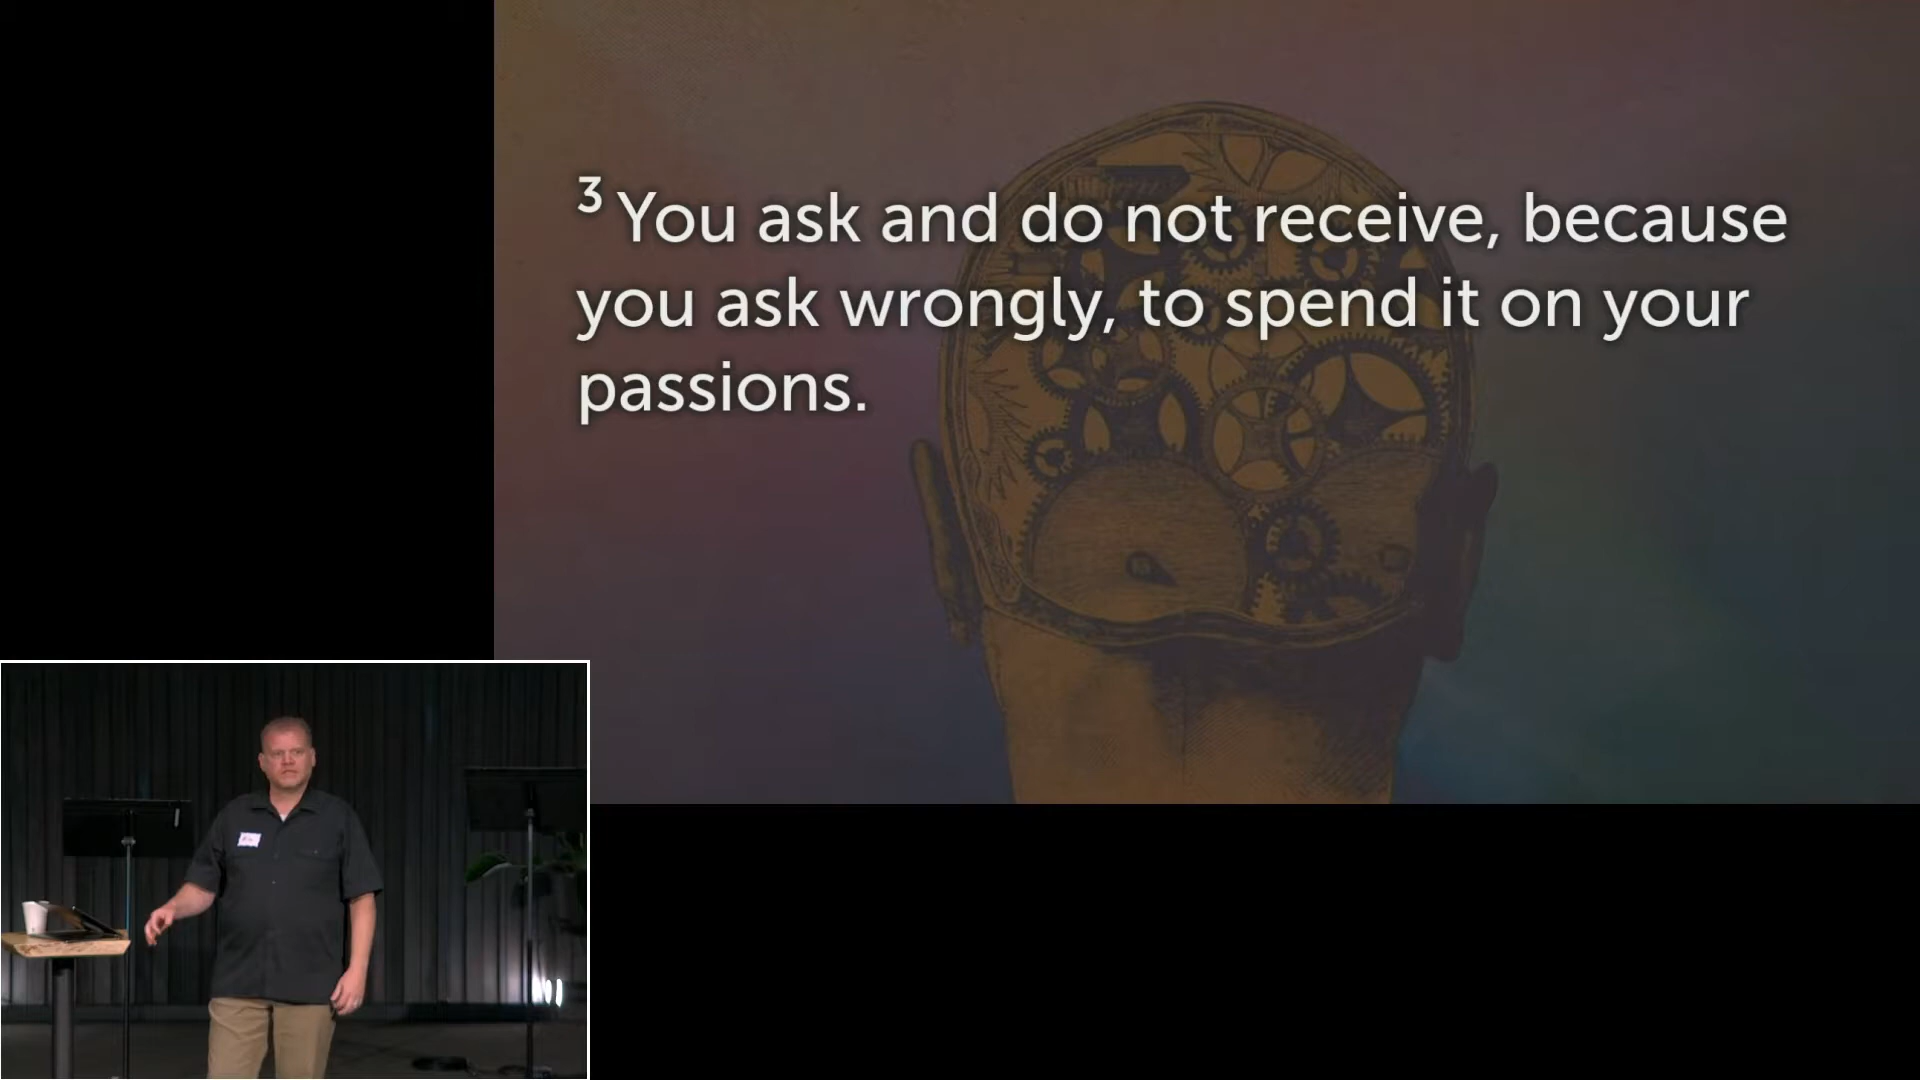 3 You ask and do not receive, because
you ask wrongly, to spend it on your
passions.